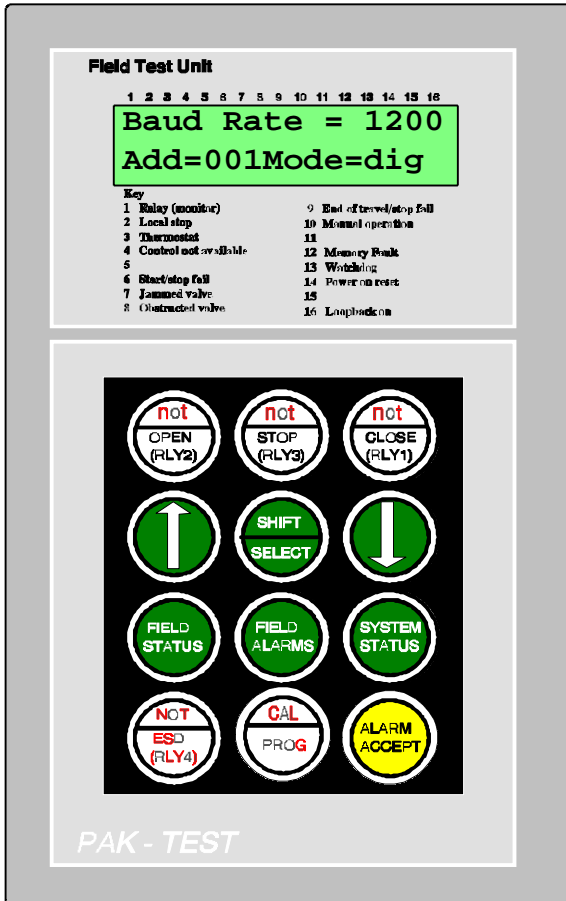 Field Test Unit
1 2 3 4 5 6 7 8 9 10 11 12 13 14 15 16
Baud Rate = 1200
Add=001Mode=dig
Key
1 Relay (monitor)
2 Local stop
3 Thermostat
4 Control not available
5
6 Start/stop fail
7 Jammed valve
8 Obstructed valve
9 End of travel/stop fail
10 Manual operation
11
12 Memory Fault
13 Watchdog
14 Power on reset
15
16 Loopback on
not
OPEN
(RLY2)
not
STOP
(RLY3)
not
CLOSE
(RLY1)
SHIFT
SELECT
FIELD
STATUS
FIELD
ALARMS
SYSTEM
STATUS
NOT
ESD
(RLY4)
CAL
PROG
ALARM
ACCEPT
PAK - TEST